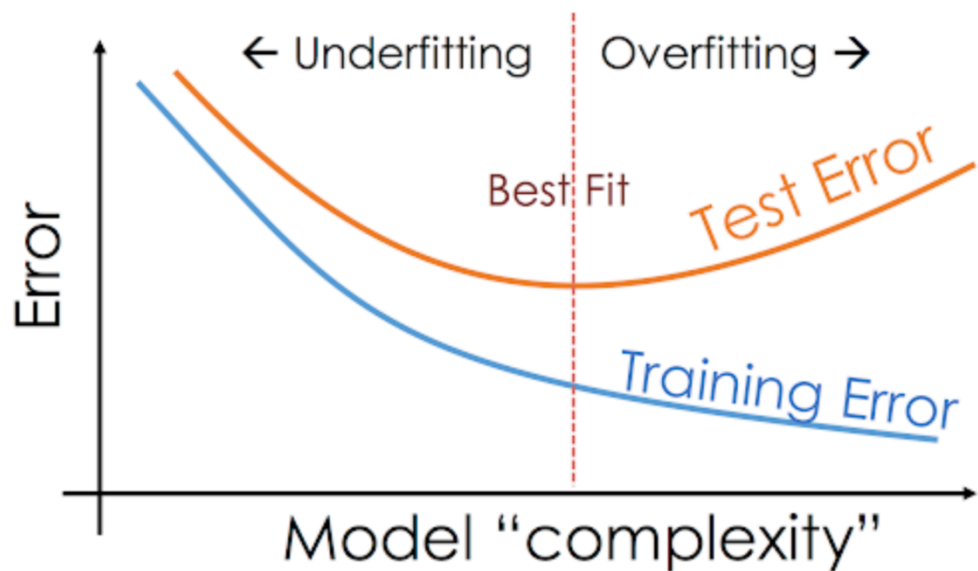 ← Underfitting
Overfitting →
Best Fit
Test Error
Training Error
Error
Model “complexity”